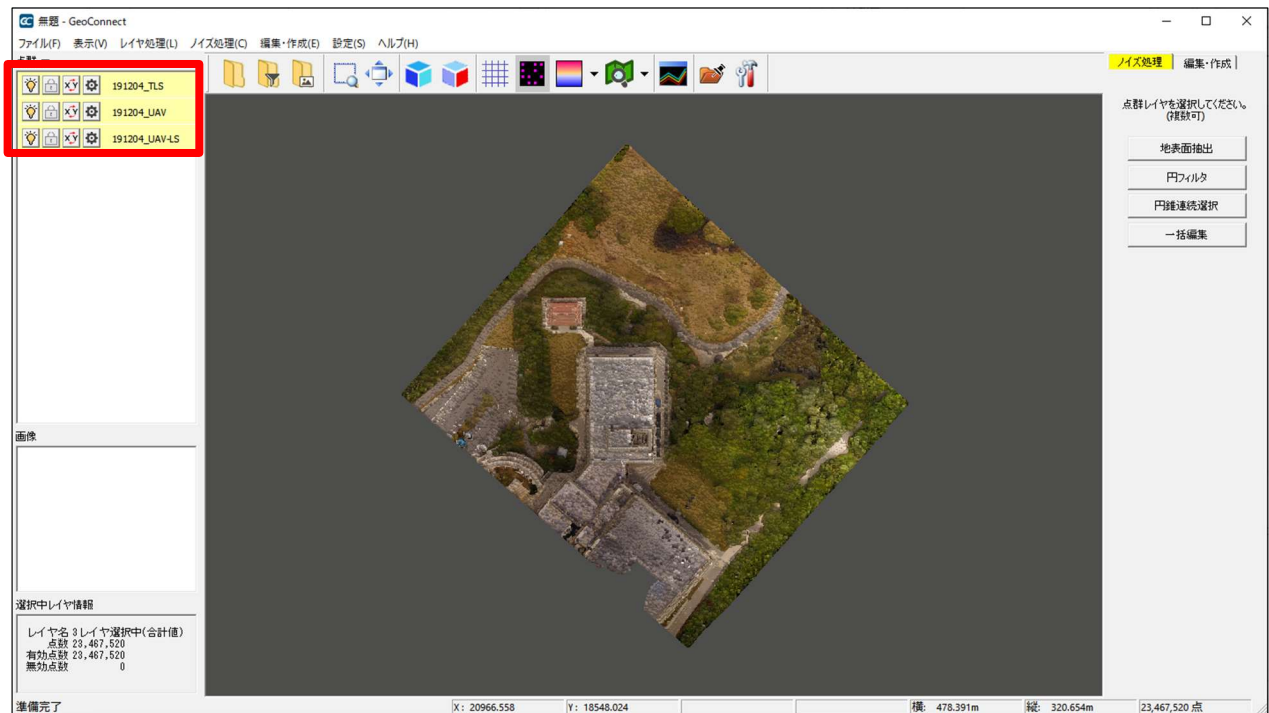 無題 - GeoConnect
ファイル(F) 表示(V) レイヤ処理(L) ノイズ処理(C) 編集・作成(E) 設定(S) ヘルプ(H)
191204_TLS
191204_UAV
191204_UAV-LS
画像
選択中レイヤ情報
レイヤ名 3レイヤ選択中(合計値)
点数 23,467,520
有効点数 23,467,520
無効点数 0
ノイズ処理 編集・作成
点群レイヤを選択してください。
(複数可)
地表面抽出
円フィルタ
円錐連続選択
一括編集
準備完了 X: 20966.558 Y: 18548.024 横: 478.391m 縦: 320.654m 23,467,520 点